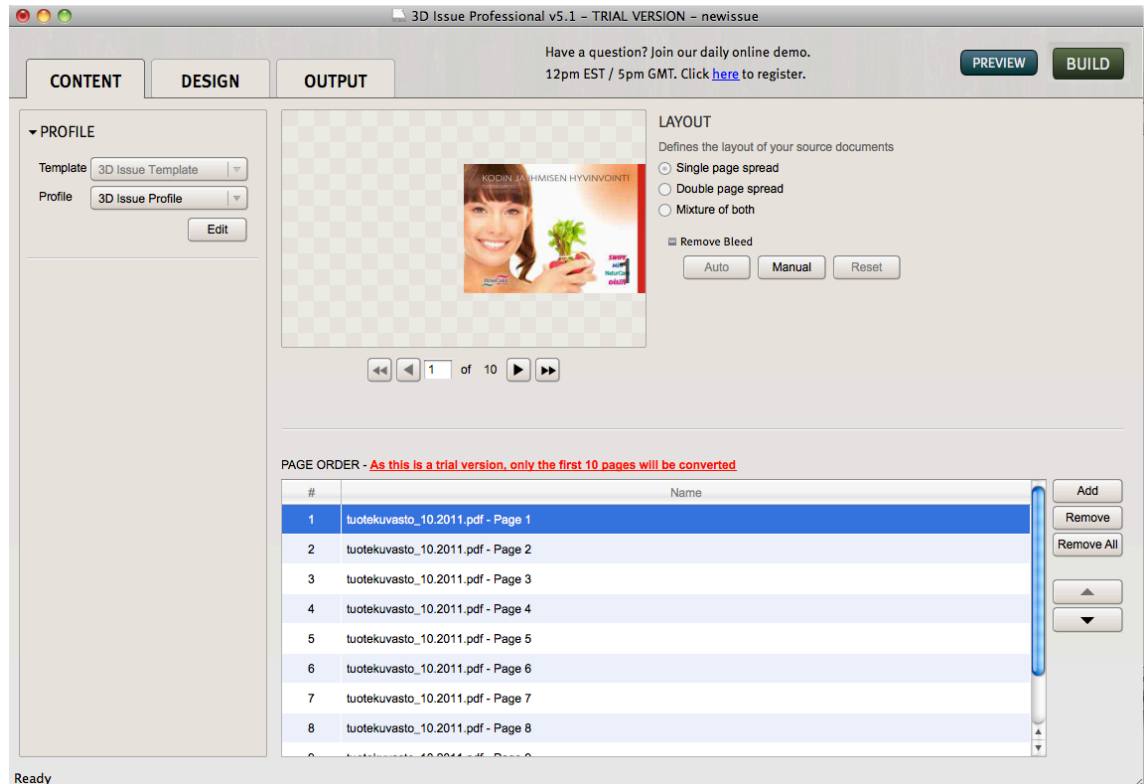 3D Issue Professional v5.1 – TRIAL VERSION – newissue
Have a question? Join our daily online demo.
12pm EST / 5pm GMT. Click here to register.
PREVIEW
BUILD
CONTENT
DESIGN
OUTPUT
PROFILE
Template
3D Issue Template
Profile
3D Issue Profile
Edit
KODIN JA IHMISEN HYVINVOINTI
1 of 10
LAYOUT
Defines the layout of your source documents
Single page spread
Double page spread
Mixture of both
Remove Bleed
Auto
Manual
Reset
PAGE ORDER - As this is a trial version, only the first 10 pages will be converted
# Name
1 tuotekuvasto_10.2011.pdf - Page 1
2 tuotekuvasto_10.2011.pdf - Page 2
3 tuotekuvasto_10.2011.pdf - Page 3
4 tuotekuvasto_10.2011.pdf - Page 4
5 tuotekuvasto_10.2011.pdf - Page 5
6 tuotekuvasto_10.2011.pdf - Page 6
7 tuotekuvasto_10.2011.pdf - Page 7
8 tuotekuvasto_10.2011.pdf - Page 8
Add
Remove
Remove All
Ready